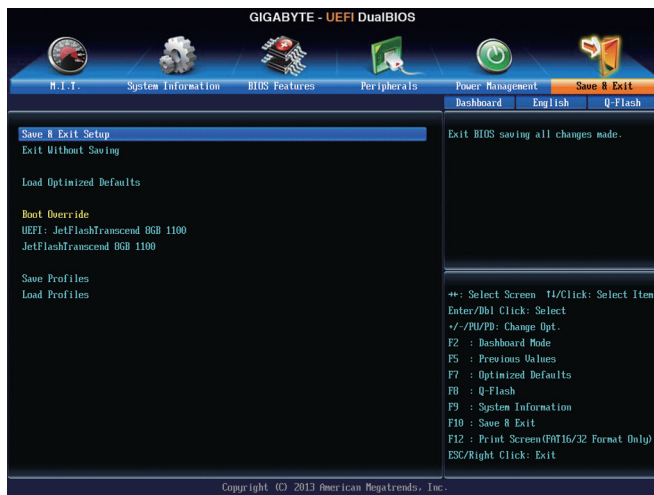 GIGABYTE - UEFI DualBIOS
M.I.T. System Information BIOS Features Peripherals Power Management Save & Exit
Dashboard English Q-Flash
Save & Exit Setup
Exit Without Saving
Load Optimized Defaults
Boot Override
UEFI: JetFlashTranscend 8GB 1100
JetFlashTranscend 8GB 1100
Save Profiles
Load Profiles
Exit BIOS saving all changes made.
↔: Select Screen ↑↓/Click: Select Item
Enter/Dbl Click: Select
+/-/PU/PD: Change Opt.
F2 : Dashboard Mode
F5 : Previous Values
F7 : Optimized Defaults
F8 : Q-Flash
F9 : System Information
F10 : Save & Exit
F12 : Print Screen(FAT16/32 Format Only)
ESC/Right Click: Exit
Copyright (C) 2013 American Megatrends, Inc.